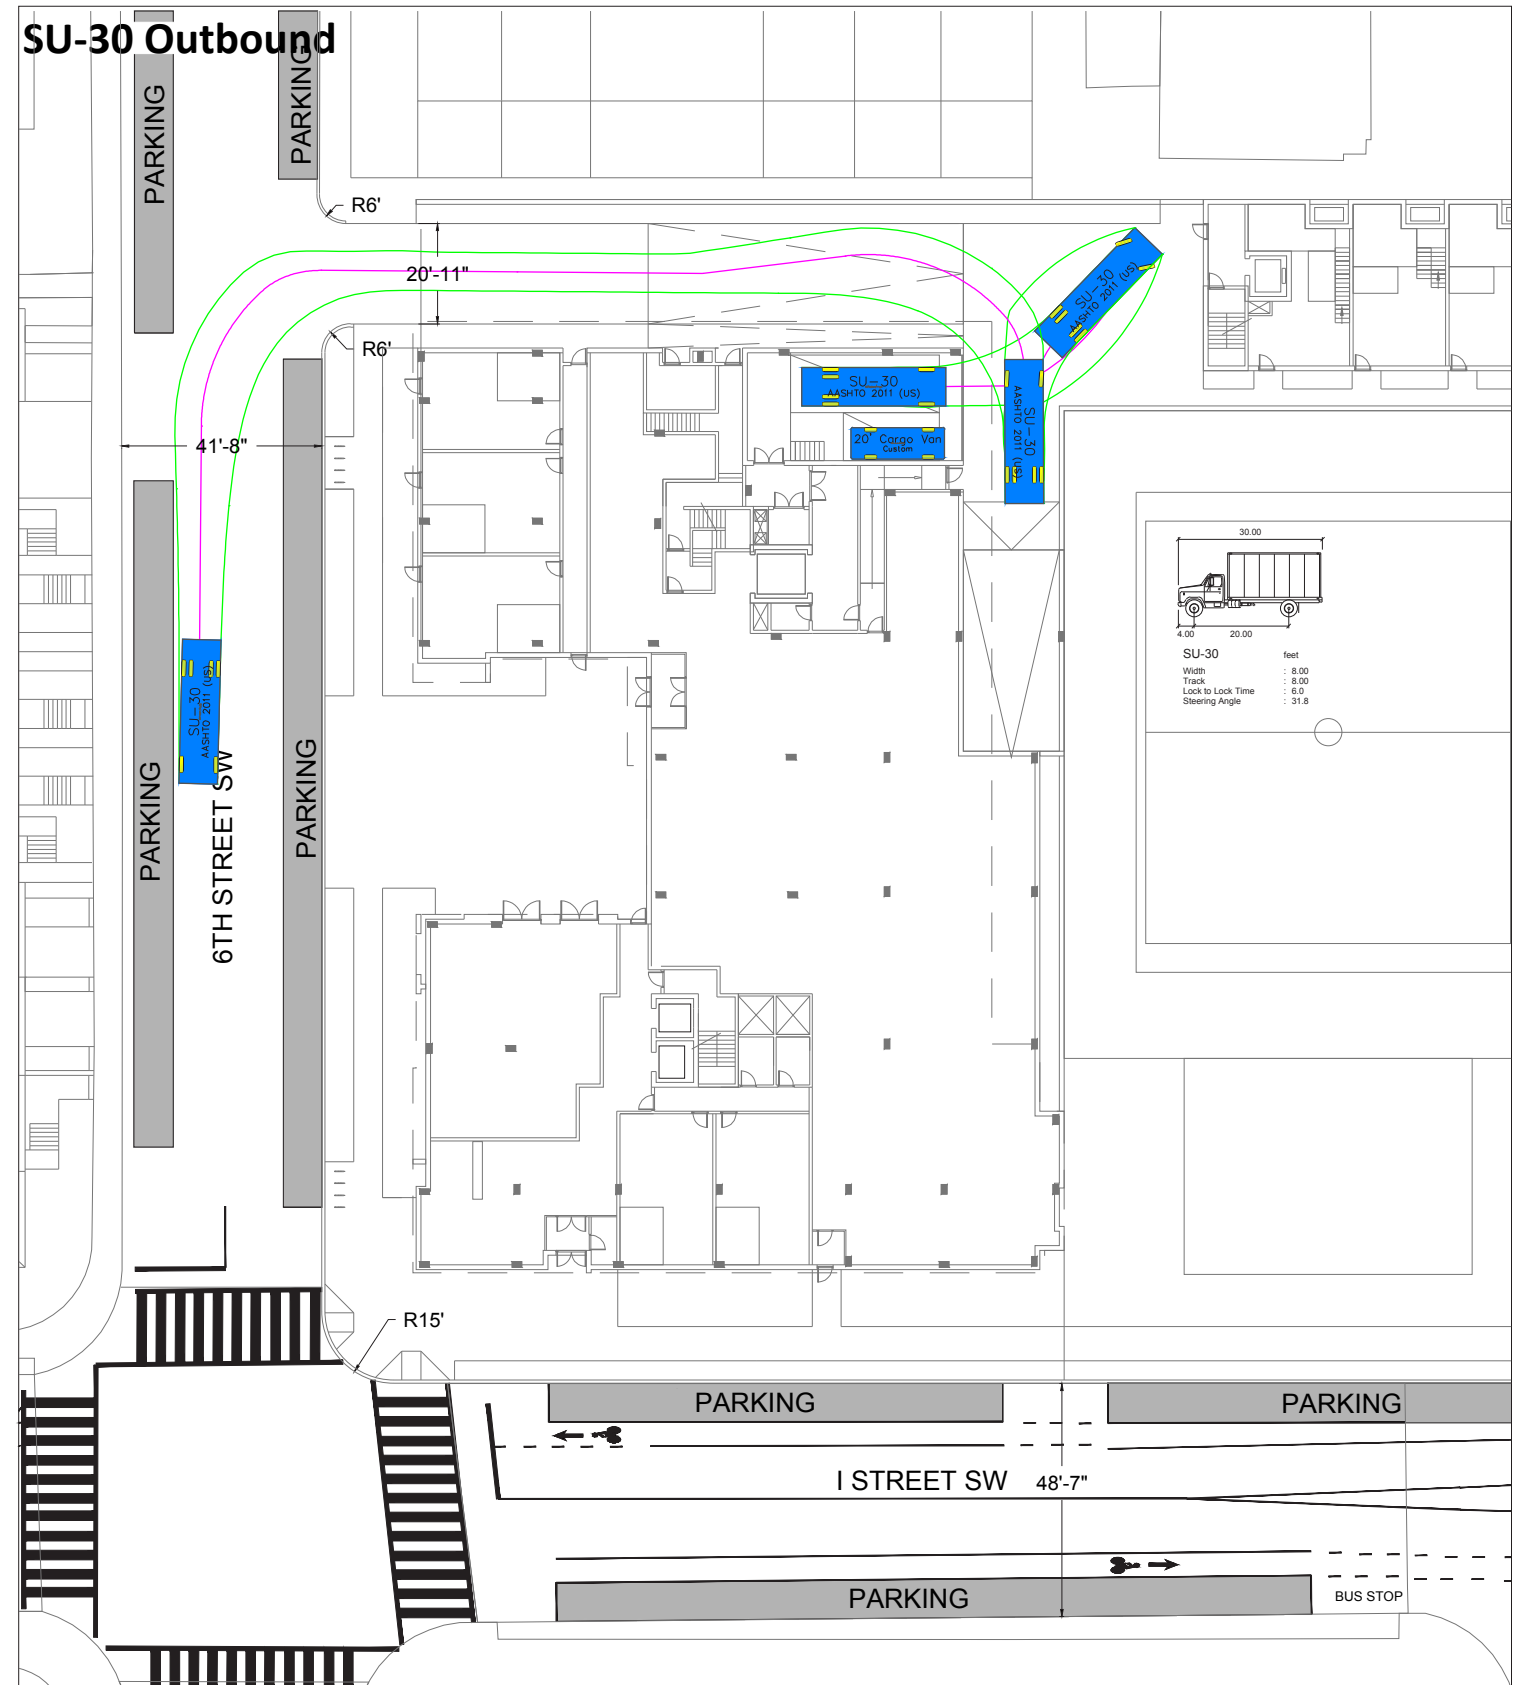 SU-30 Outbound
PARKING
PARKING
R6'
20'-11"
R6'
41'-8"
SU-30
AASHTO 2011 (US)
SU-30
AASHTO 2011 (US)
SU-30
AASHTO 2011 (US)
20' Cargo Van
Custom
30.00
4.00
20.00
SU-30
feet
Width : 8.00
Track : 8.00
Lock to Lock Time : 6.0
Steering Angle : 31.8
SU-30
AASHTO 2011 (US)
6TH STREET SW
PARKING
PARKING
R15'
PARKING
PARKING
I STREET SW
48'-7"
PARKING
BUS STOP